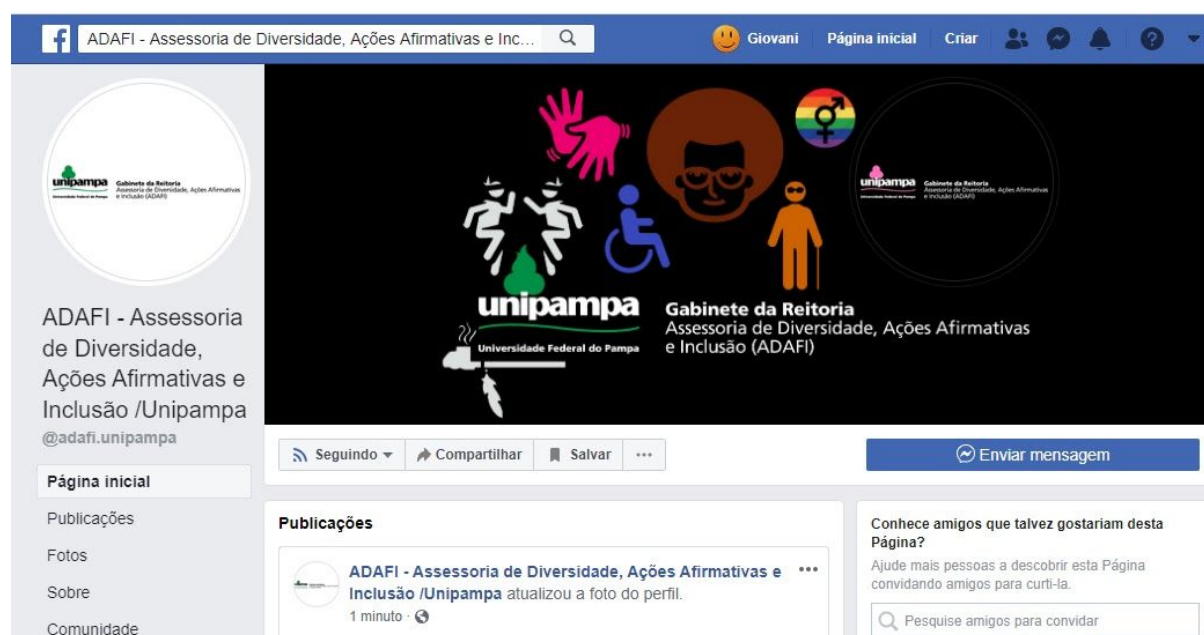 ADAFI - Assessoria de Diversidade, Ações Afirmativas e Inc...
Giovani
Página inicial
Criar
unipampa
Universidade Federal do Pampa
Gabinete da Reitoria
Assessoria de Diversidade, Ações Afirmativas
e Inclusão (ADAFI)
ADAFI - Assessoria
de Diversidade,
Ações Afirmativas e
Inclusão /Unipampa
@adafi.unipampa
Página inicial
Publicações
Fotos
Sobre
Comunidade
unipampa
Universidade Federal do Pampa
Gabinete da Reitoria
Assessoria de Diversidade, Ações Afirmativas
e Inclusão (ADAFI)
unipampa
Universidade Federal do Pampa
Gabinete da Reitoria
Assessoria de Diversidade, Ações Afirmativas
e Inclusão (ADAFI)
Seguindo
Compartilhar
Salvar
Enviar mensagem
Publicações
ADAFI - Assessoria de Diversidade, Ações Afirmativas e
Inclusão /Unipampa atualizou a foto do perfil.
1 minuto ·
Conhece amigos que talvez gostariam desta
Página?
Ajude mais pessoas a descobrir esta Página
convidando amigos para curti-la.
Pesquise amigos para convidar